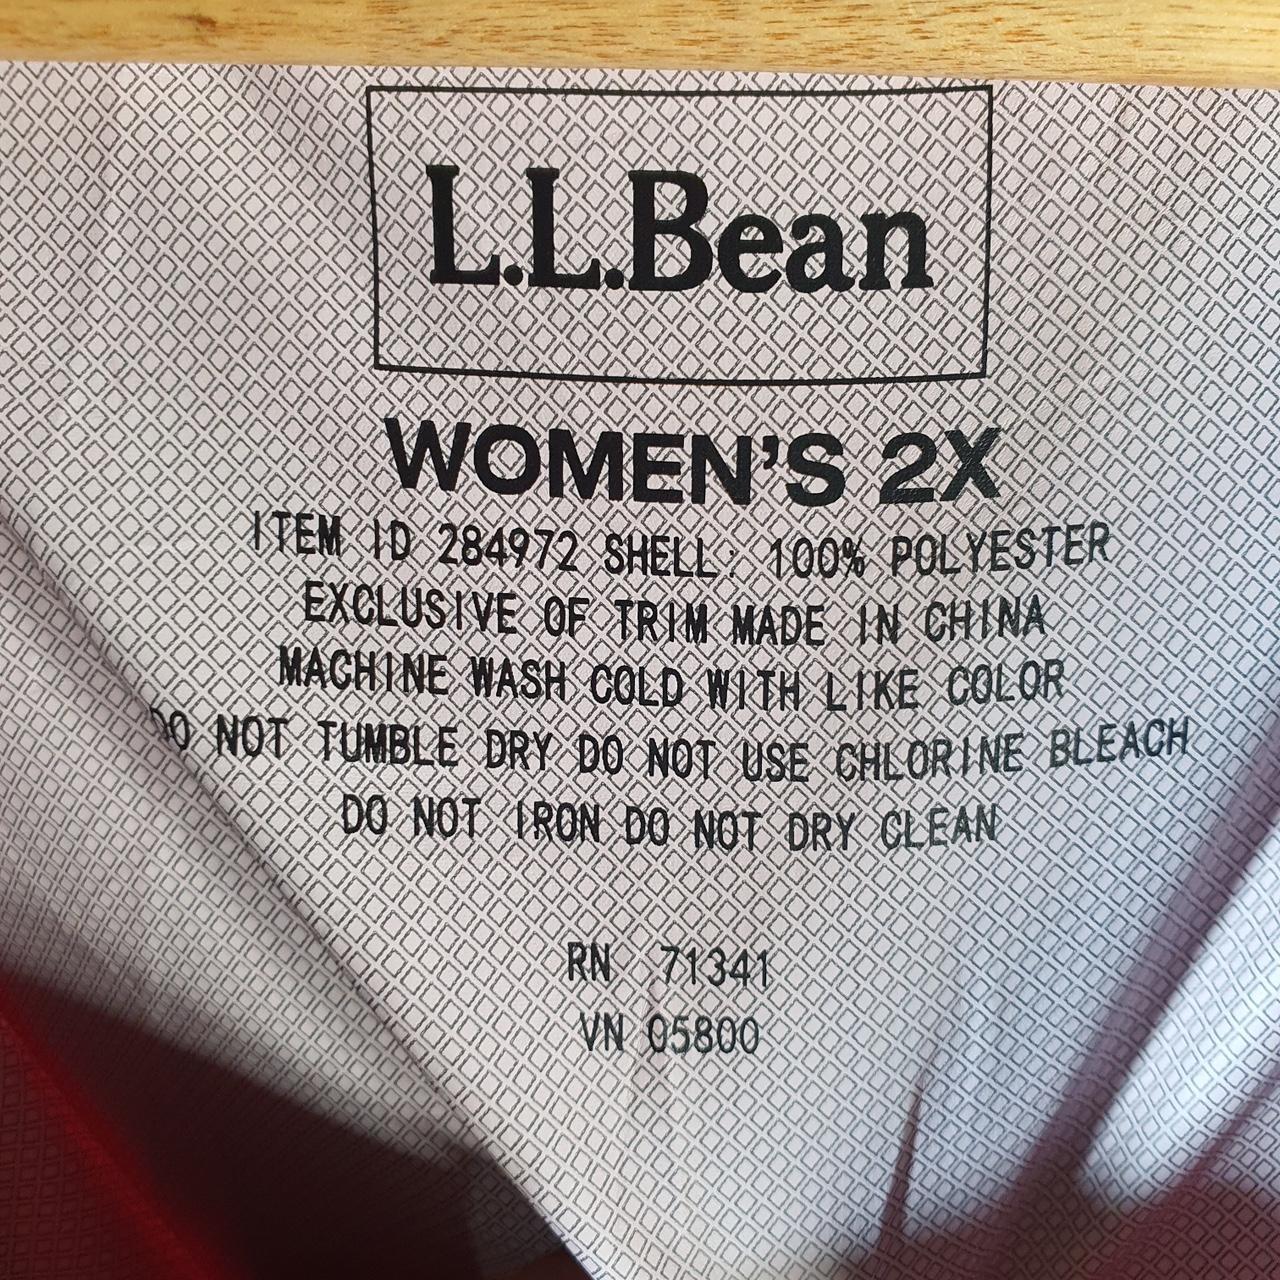 L.L.Bean
WOMEN'S 2X
ITEM ID 284972 SHELL: 100% POLYESTER
EXCLUSIVE OF TRIM MADE IN CHINA
MACHINE WASH COLD WITH LIKE COLOR
DO NOT TUMBLE DRY DO NOT USE CHLORINE BLEACH
DO NOT IRON DO NOT DRY CLEAN
RN 71341
VN 05800